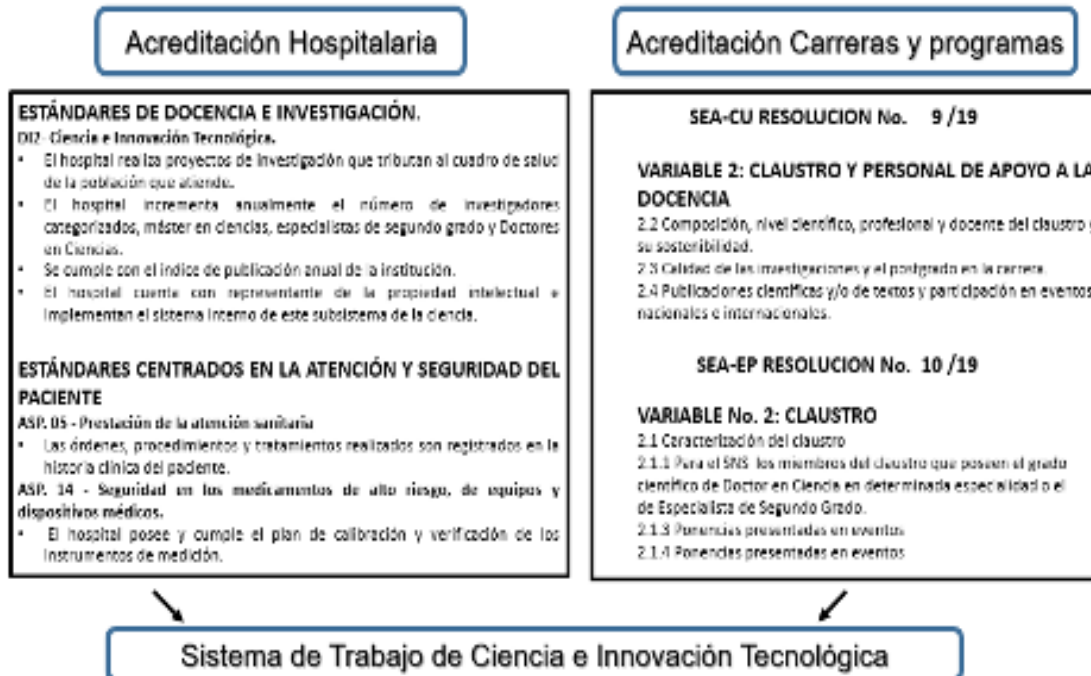 Acreditación Hospitalaria
ESTÁNDARES DE DOCENCIA E INVESTIGACIÓN.
DI2- Ciencia e Innovación Tecnológica.
• El hospital realiza proyectos de investigación que tributan al cuadro de salud
de la población que atiende.
• El hospital incrementa anualmente el número de investigadores
categorizados, máster en ciencias, especialistas de segundo grado y Doctores
en Ciencias.
• Se cumple con el indice de publicación anual de la institución.
• El hospital cuenta con representante de la propiedad intelectual e
implementan el sistema interno de este subsistema de la ciencia.
ESTÁNDARES CENTRADOS EN LA ATENCIÓN Y SEGURIDAD DEL
PACIENTE
ASP. 05 - Prestación de la atención sanitaria
• Las órdenes, procedimientos y tratamientos realizados son registrados en la
historia clínica del paciente.
ASP. 14 - Seguridad en los medicamentos de alto riesgo, de equipos y
dispositivos médicos.
• El hospital posee y cumple el plan de calibración y verificación de los
instrumentos de medición.
Acreditación Carreras y programas
SEA-CU RESOLUCION No. 9 /19
VARIABLE 2: CLAUSTRO Y PERSONAL DE APOYO A LA
DOCENCIA
2.2 Composición, nivel científico, profesional y docente del claustro y
su sostenibilidad.
2.3 Calidad de las investigaciones y el postgrado en la carrera.
2.4 Publicaciones científicas y/o de textos y participación en eventos
nacionales e internacionales.
SEA-EP RESOLUCION No. 10 /19
VARIABLE No. 2: CLAUSTRO
2.1 Caracterización del claustro
2.1.1 Para el SNS los miembros del claustro que poseen el grado
científico de Doctor en Ciencia en determinada especialidad o el
de Especialista de Segundo Grado.
2.1.3 Ponencias presentadas en eventos
2.1.4 Ponencias presentadas en eventos
Sistema de Trabajo de Ciencia e Innovación Tecnológica